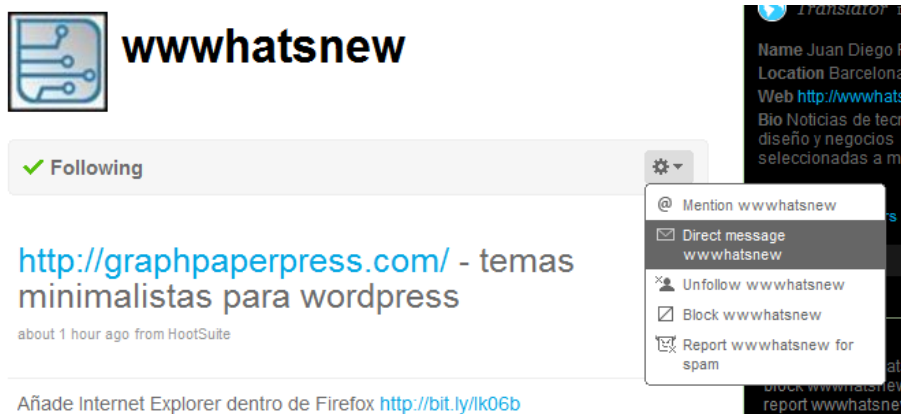 wwwhatsnew
Following
http://graphpaperpress.com/ - temas
minimalistas para wordpress
about 1 hour ago from HootSuite
Añade Internet Explorer dentro de Firefox http://bit.ly/lk06b
@ Mention wwwhatsnew
Direct message
wwwhatsnew
Unfollow wwwhatsnew
Block wwwhatsnew
Report wwwhatsnew for
spam
Translator
Name Juan Diego
Location Barcelona
Web http://wwwhats
Bio Noticias de tec
diseño y negocios
seleccionadas a m
block wwwhatsnew
report wwwhatsne